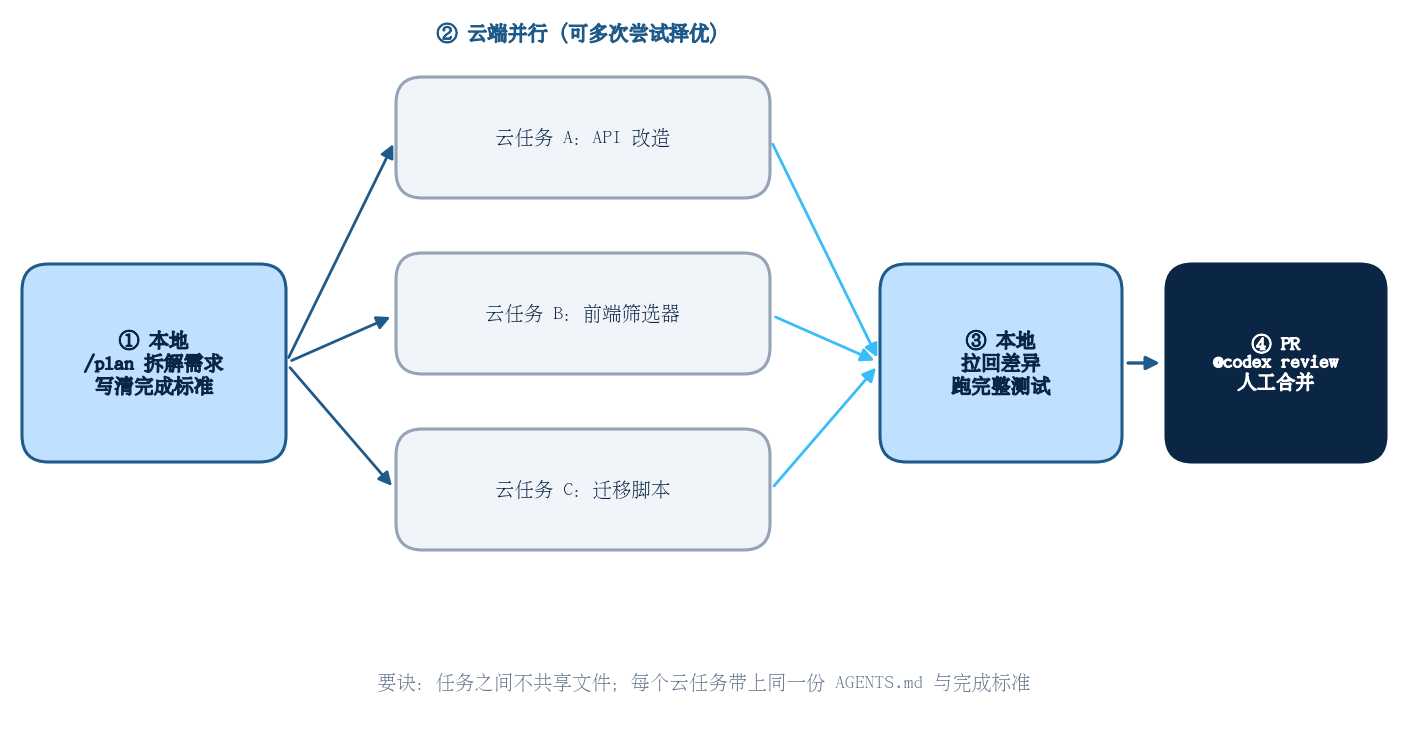 ② 云端并行（可多次尝试择优）
云任务 A：API 改造
云任务 B：前端筛选器
云任务 C：迁移脚本
① 本地
/plan 拆解需求
写清完成标准
③ 本地
拉回差异
跑完整测试
④ PR
@codex review
人工合并
要诀：任务之间不共享文件；每个云任务带上同一份 AGENTS.md 与完成标准